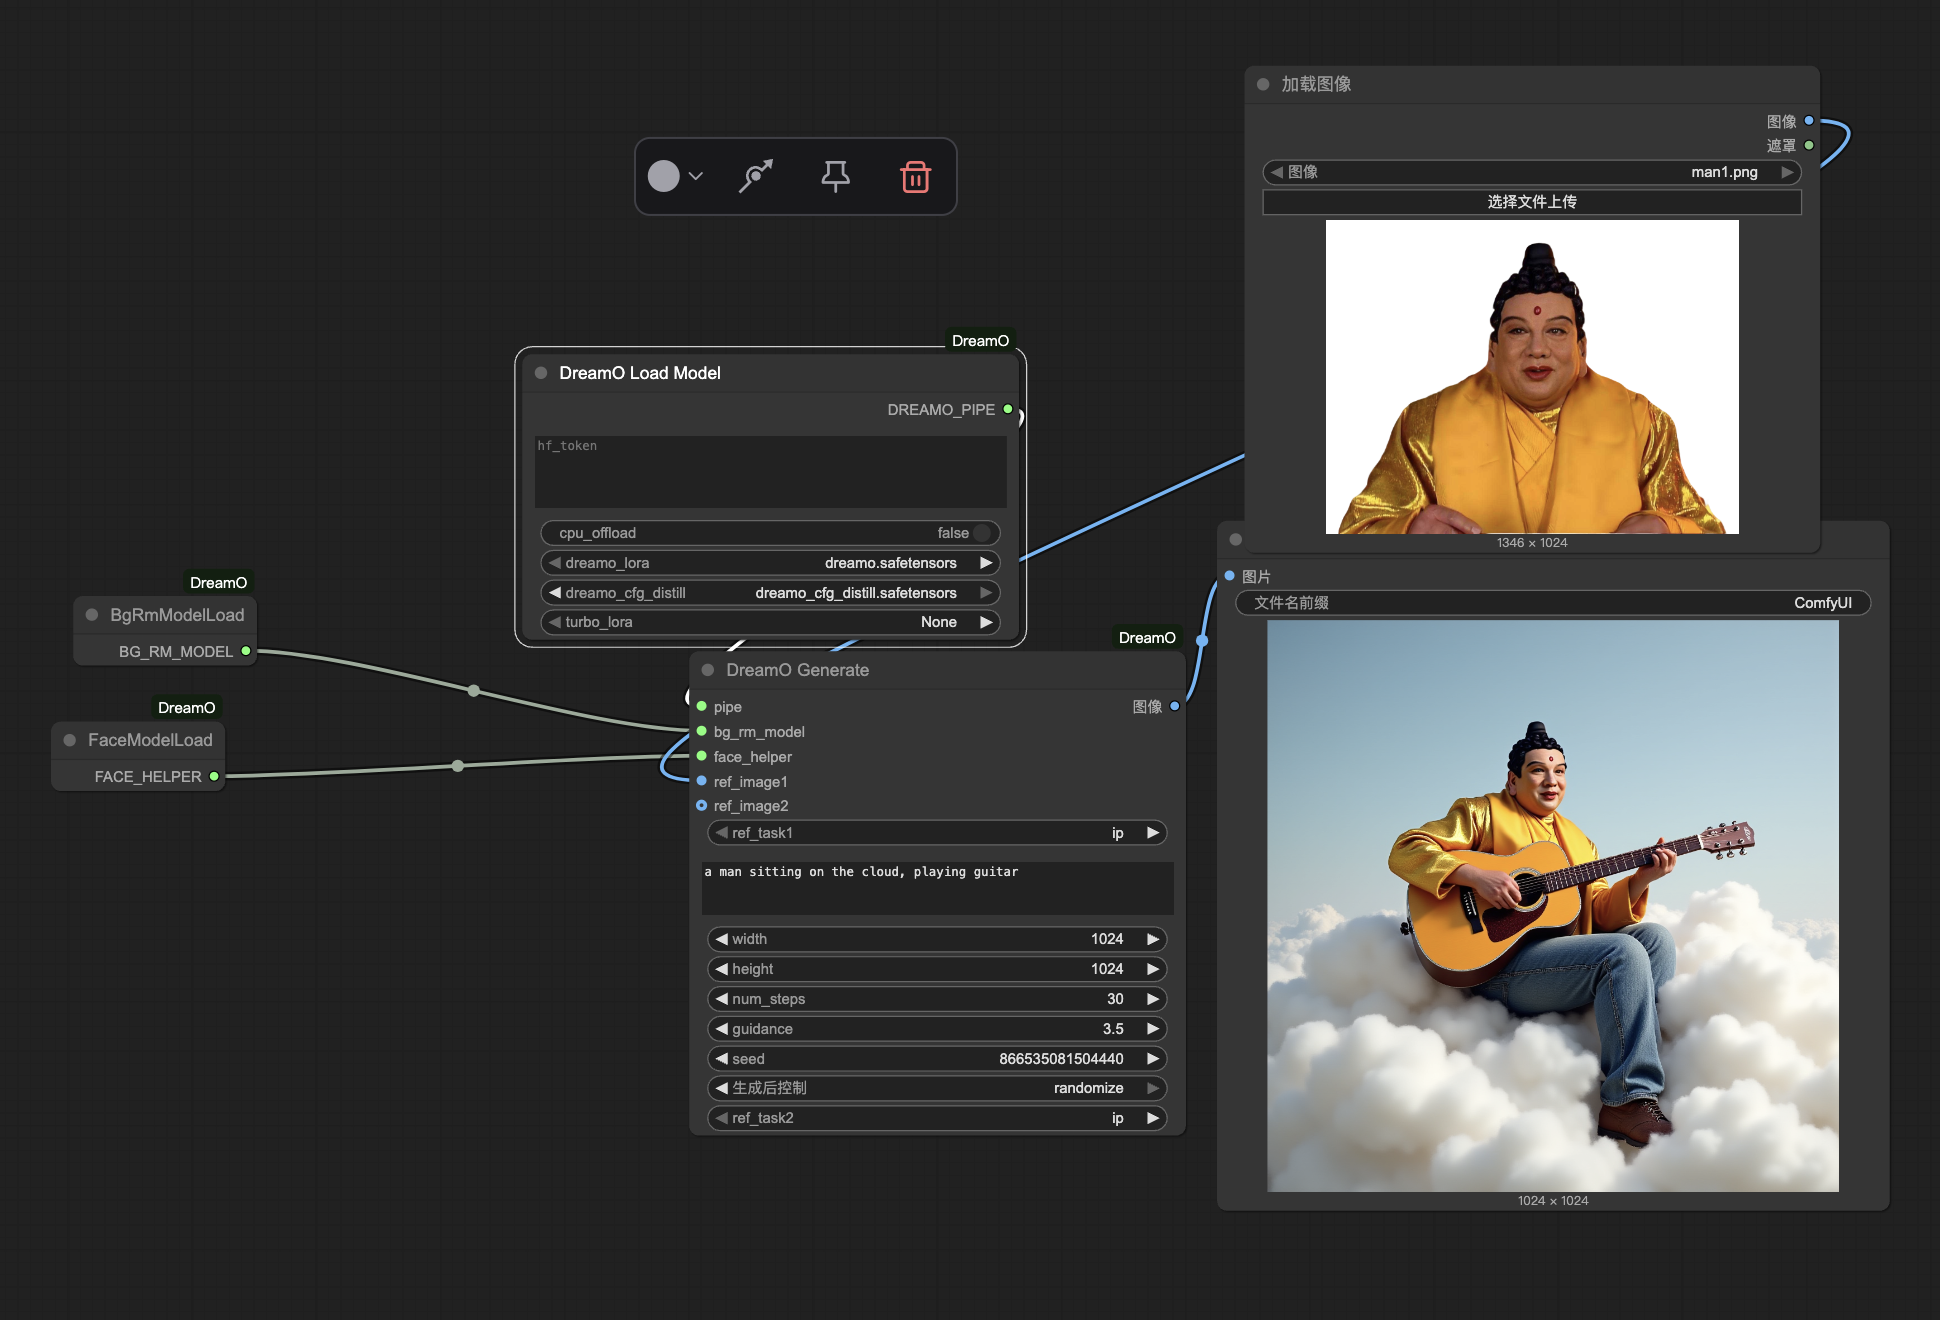 加载图像
图像
遮罩
图像 man1.png
选择文件上传
1346 × 1024
DreamO
DreamO Load Model
DREAMO_PIPE
hf_token
cpu_offload false
dreamo_lora dreamo.safetensors
dreamo_cfg_distill dreamo_cfg_distill.safetensors
turbo_lora None
DreamO
BgRmModelLoad
BG_RM_MODEL
DreamO
FaceModelLoad
FACE_HELPER
DreamO
DreamO Generate
pipe 图像
bg_rm_model
face_helper
ref_image1
ref_image2
ref_task1 ip
a man sitting on the cloud, playing guitar
width 1024
height 1024
num_steps 30
guidance 3.5
seed 866535081504440
生成后控制 randomize
ref_task2 ip
图片
文件名前缀 ComfyUI
1024 × 1024